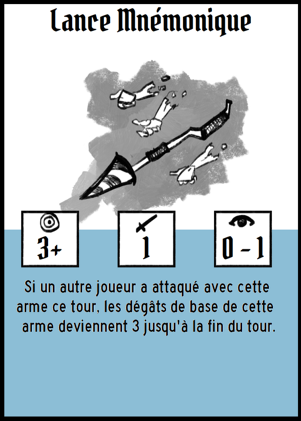 Lance Mnémonique
3+
1
0 - 1
Si un autre joueur a attaqué avec cette
arme ce tour, les dégâts de base de cette
arme deviennent 3 jusqu'à la fin du tour.